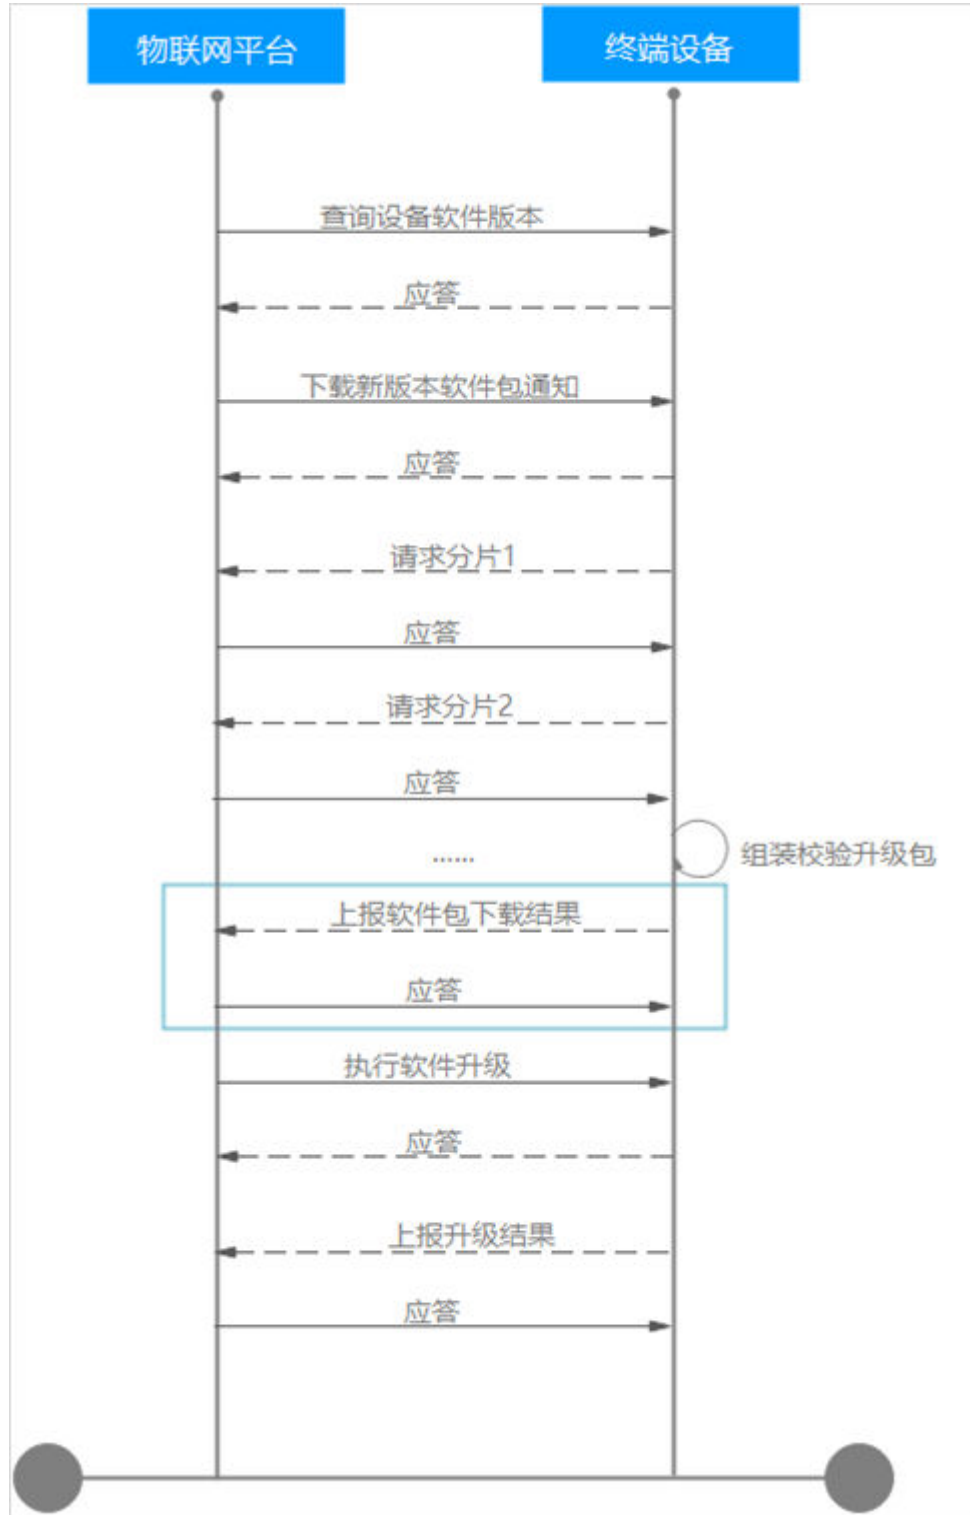 物联网平台
终端设备
查询设备软件版本
应答
下载新版本软件包通知
应答
请求分片1
应答
请求分片2
应答
......
组装校验升级包
上报软件包下载结果
应答
执行软件升级
应答
上报升级结果
应答